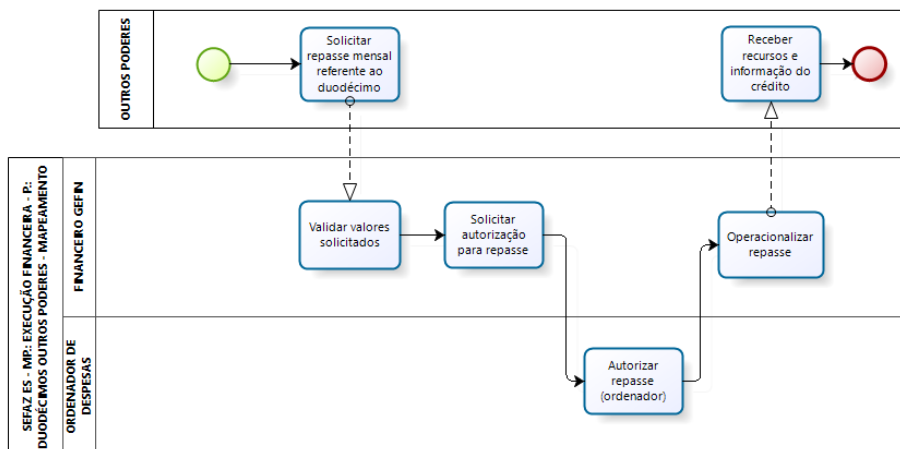 OUTROS PODERES
Solicitar
repasse mensal
referente ao
duodécimo
Receber
recursos e
informação do
crédito
SEFAZ ES - MP.: EXECUÇÃO FINANCEIRA - P.:
DUODÉCIMOS OUTROS PODERES - MAPEAMENTO
FINANCEIRO GEFIN
Validar valores
solicitados
Solicitar
autorização
para repasse
Operacionalizar
repasse
ORDENADOR DE
DESPESAS
Autorizar
repasse
(ordenador)